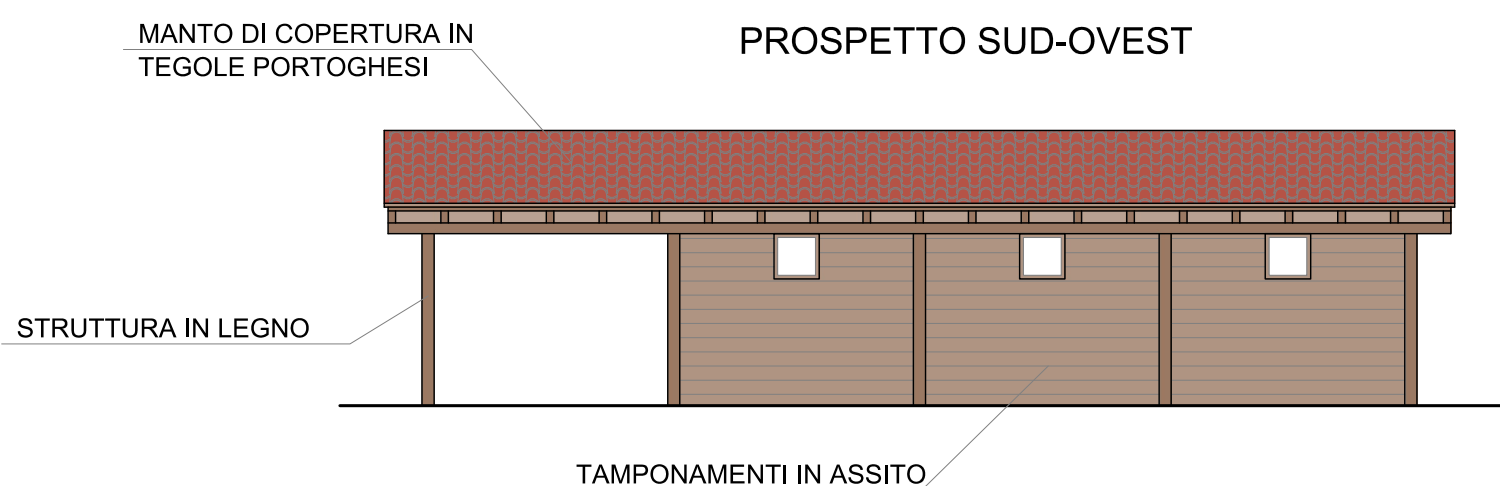 MANTO DI COPERTURA IN
TEGOLE PORTOGHESI
PROSPETTO SUD-OVEST
STRUTTURA IN LEGNO
TAMPONAMENTI IN ASSITO